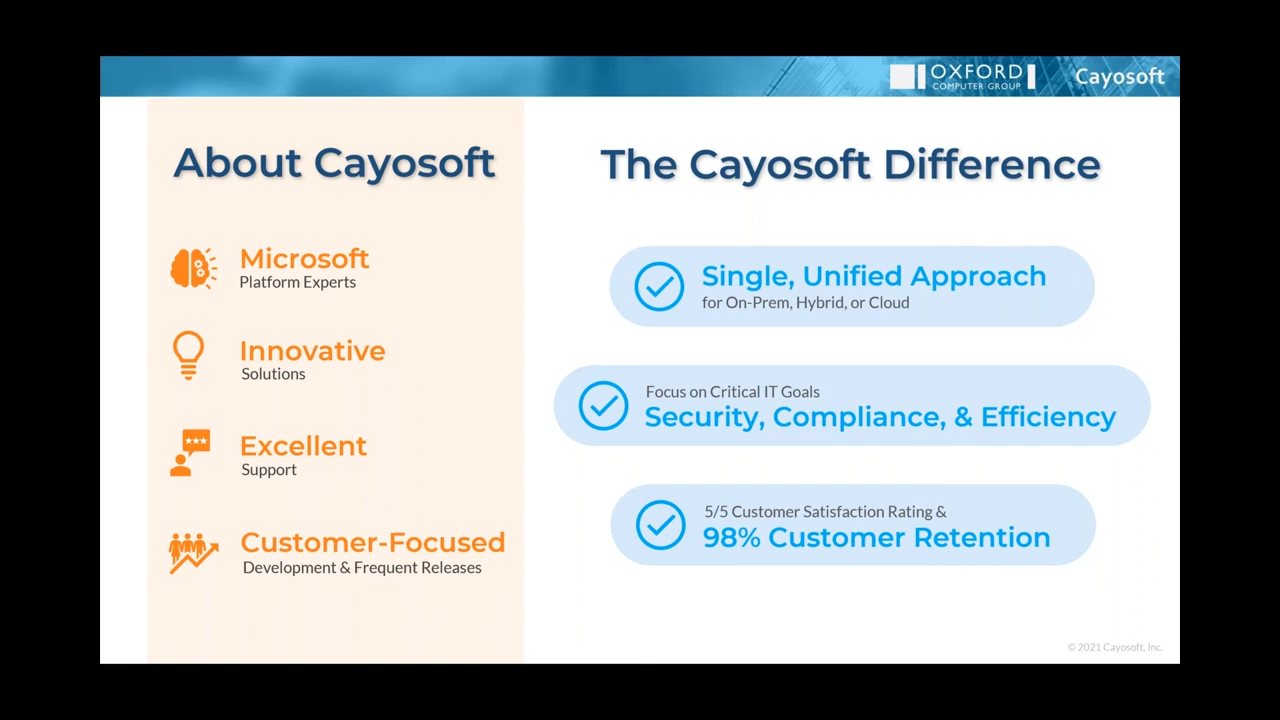 OXFORD
COMPUTER GROUP
Cayosoft
About Cayosoft
Microsoft
Platform Experts
Innovative
Solutions
Excellent
Support
Customer-Focused
Development & Frequent Releases
The Cayosoft Difference
Single, Unified Approach
for On-Prem, Hybrid, or Cloud
Focus on Critical IT Goals
Security, Compliance, & Efficiency
5/5 Customer Satisfaction Rating &
98% Customer Retention
© 2021 Cayosoft, Inc.